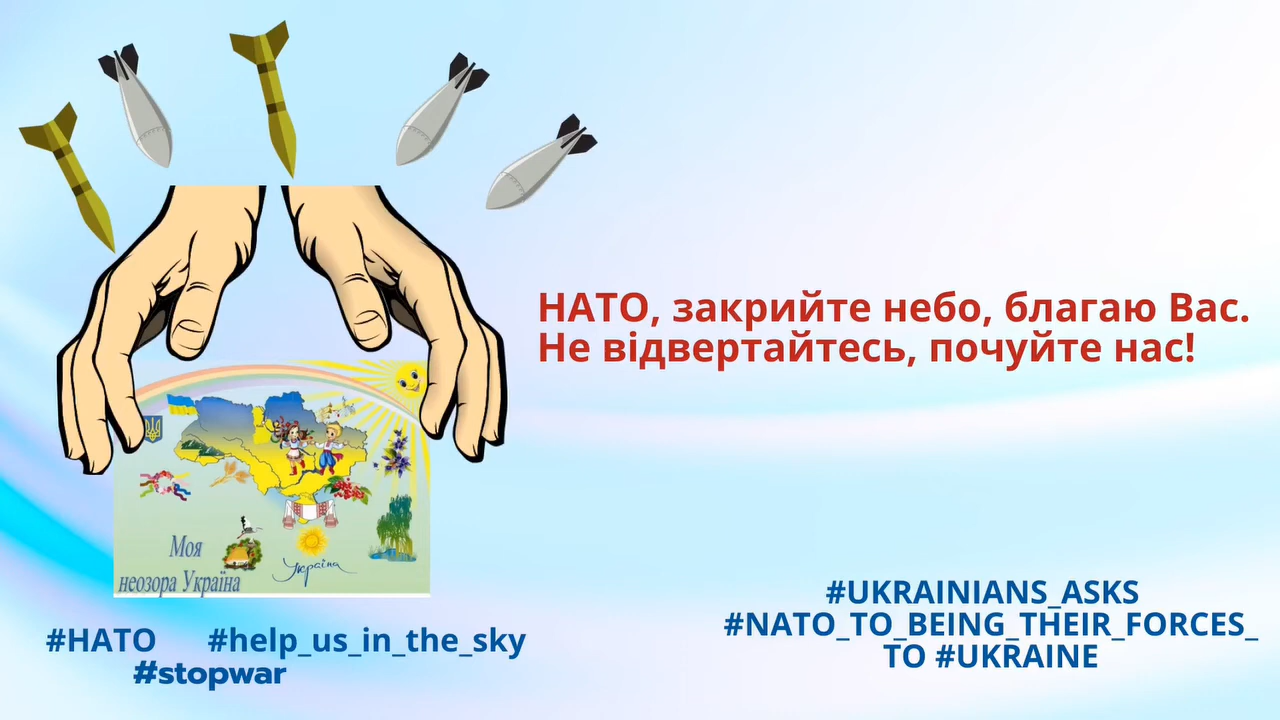 НАТО, закрийте небо, благаю Вас.
Не відвертайтесь, почуйте нас!
Моя
неозора Україна
Україна
#НАТО #help_us_in_the_sky
#stopwar
#UKRAINIANS_ASKS
#NATO_TO_BEING_THEIR_FORCES_
TO #UKRAINE